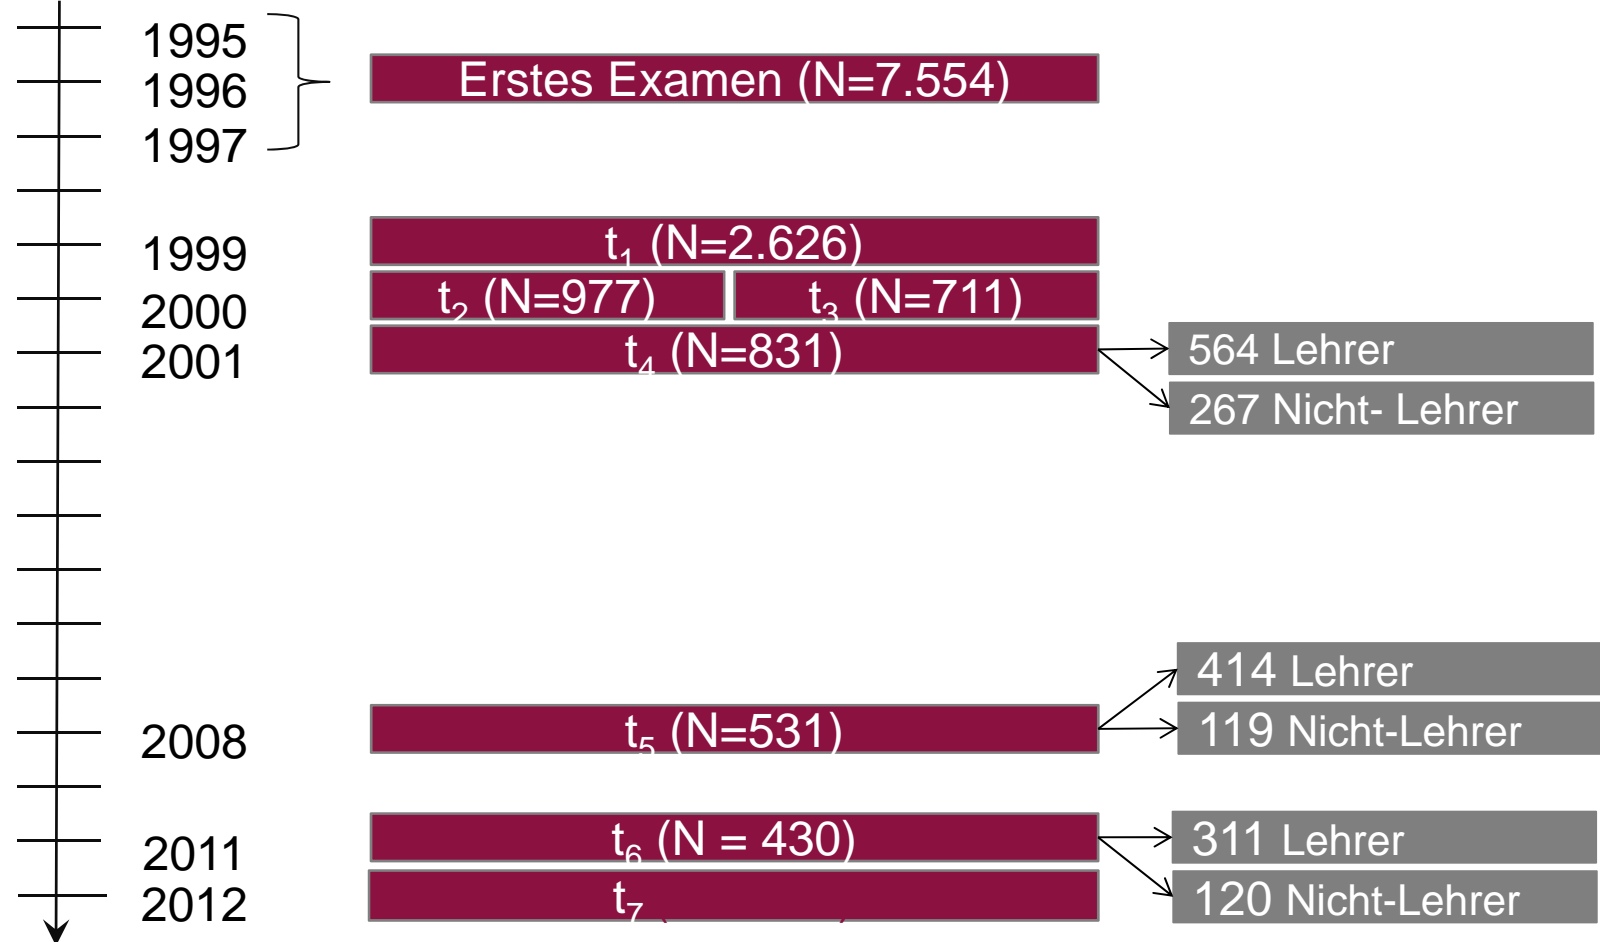 1995
1996
1997
Erstes Examen (N=7.554)
1999
t₁ (N=2.626)
2000
t₂ (N=977)
t₃ (N=711)
2001
t₄ (N=831)
564 Lehrer
267 Nicht- Lehrer
2008
t₅ (N=531)
414 Lehrer
119 Nicht-Lehrer
2011
t₆ (N = 430)
311 Lehrer
2012
t₇
120 Nicht-Lehrer